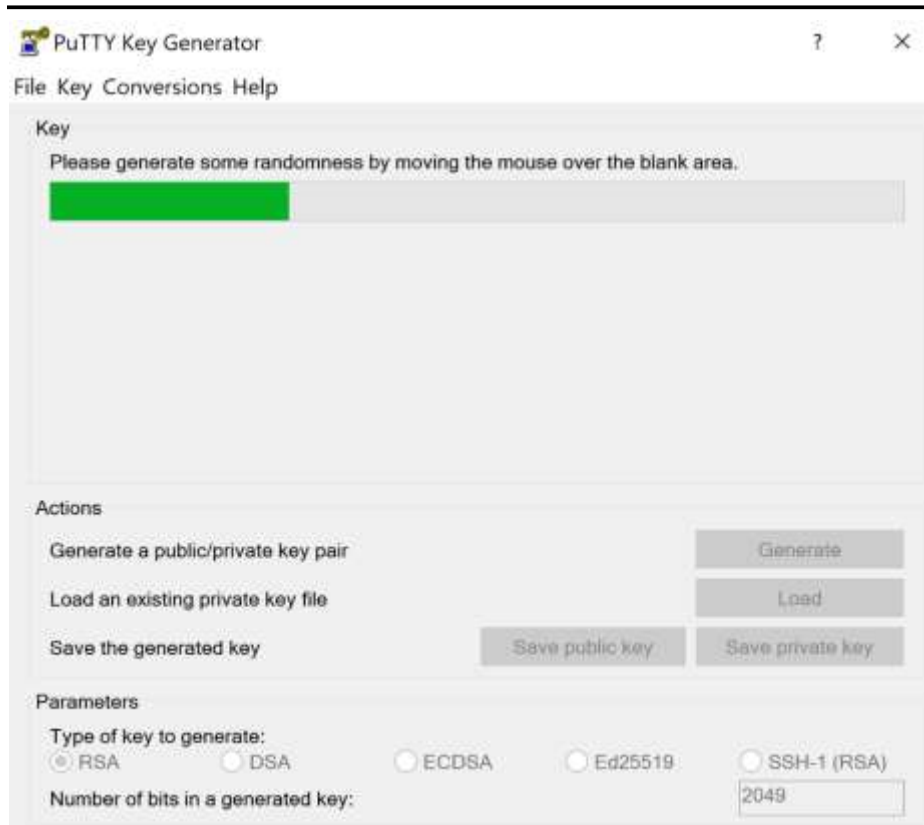 PuTTY Key Generator ?
File Key Conversions Help
Key
Please generate some randomness by moving the mouse over the blank area.
Actions
Generate a public/private key pair Generate
Load an existing private key file Load
Save the generated key Save public key Save private key
Parameters
Type of key to generate:
RSA DSA ECDSA Ed25519 SSH-1 (RSA)
Number of bits in a generated key: 2049